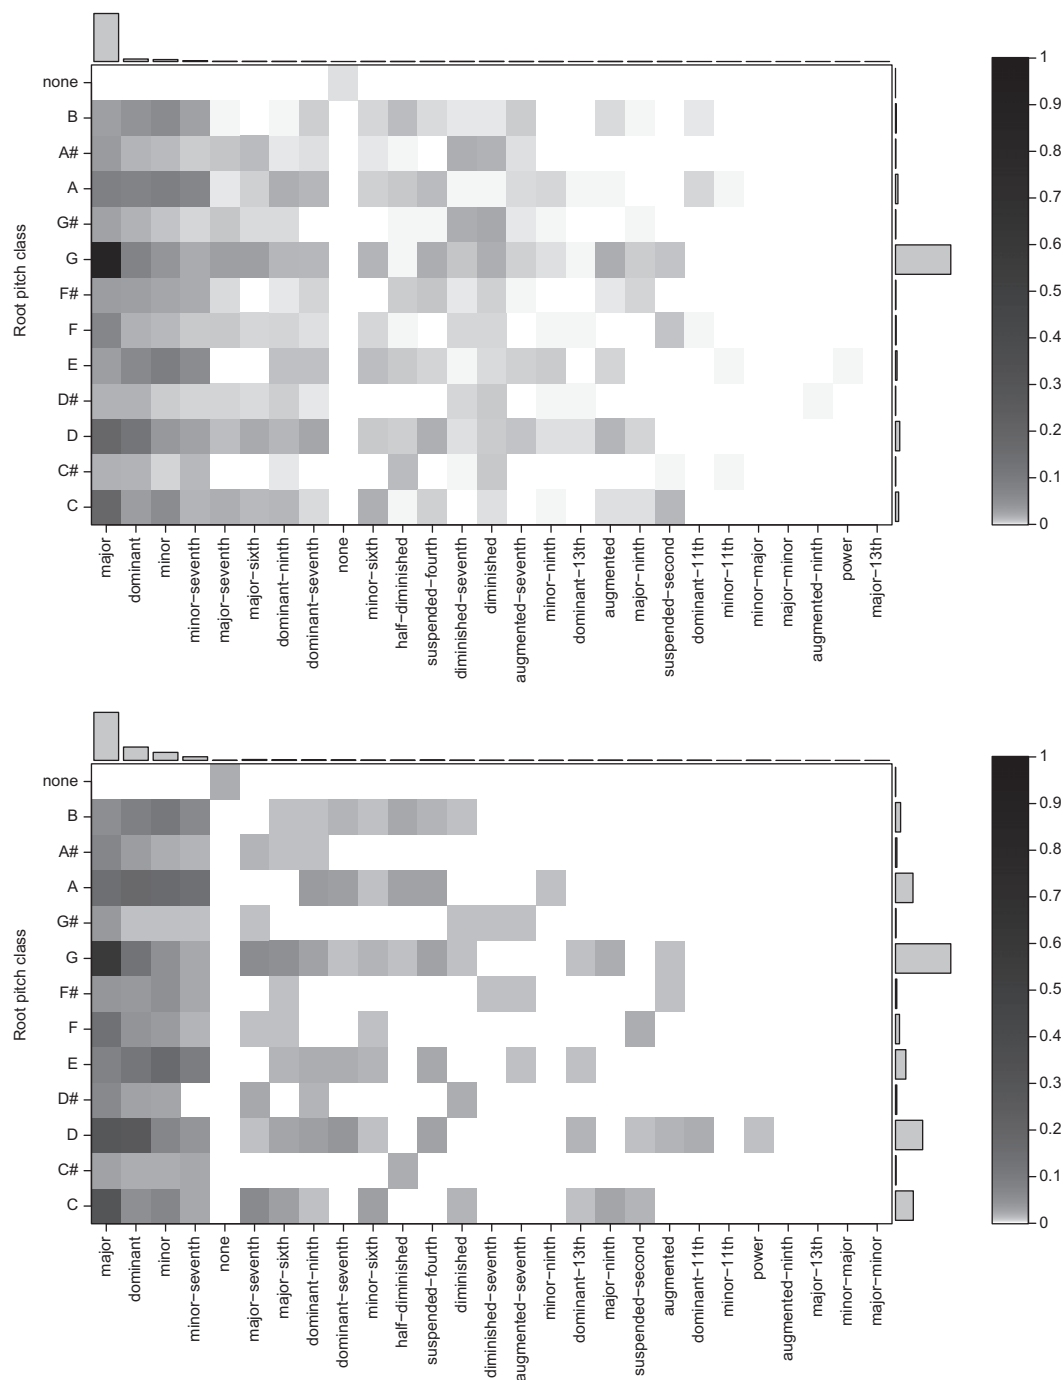 none
B
A#
A
G#
G
F#
F
E
D#
D
C#
C
Root pitch class
major
dominant
minor
minor−seventh
major−seventh
major−sixth
dominant−ninth
dominant−seventh
none
minor−sixth
half−diminished
suspended−fourth
diminished−seventh
diminished
augmented−seventh
minor−ninth
dominant−13th
augmented
major−ninth
suspended−second
dominant−11th
minor−11th
minor−major
major−minor
augmented−ninth
power
major−13th
1
0.9
0.8
0.7
0.6
0.5
0.4
0.3
0.2
0.1
0
none
B
A#
A
G#
G
F#
F
E
D#
D
C#
C
Root pitch class
major
dominant
minor
minor−seventh
none
major−seventh
major−sixth
dominant−ninth
dominant−seventh
minor−sixth
half−diminished
suspended−fourth
diminished
diminished−seventh
augmented−seventh
minor−ninth
dominant−13th
major−ninth
suspended−second
augmented
dominant−11th
minor−11th
power
augmented−ninth
major−13th
minor−major
major−minor
1
0.9
0.8
0.7
0.6
0.5
0.4
0.3
0.2
0.1
0